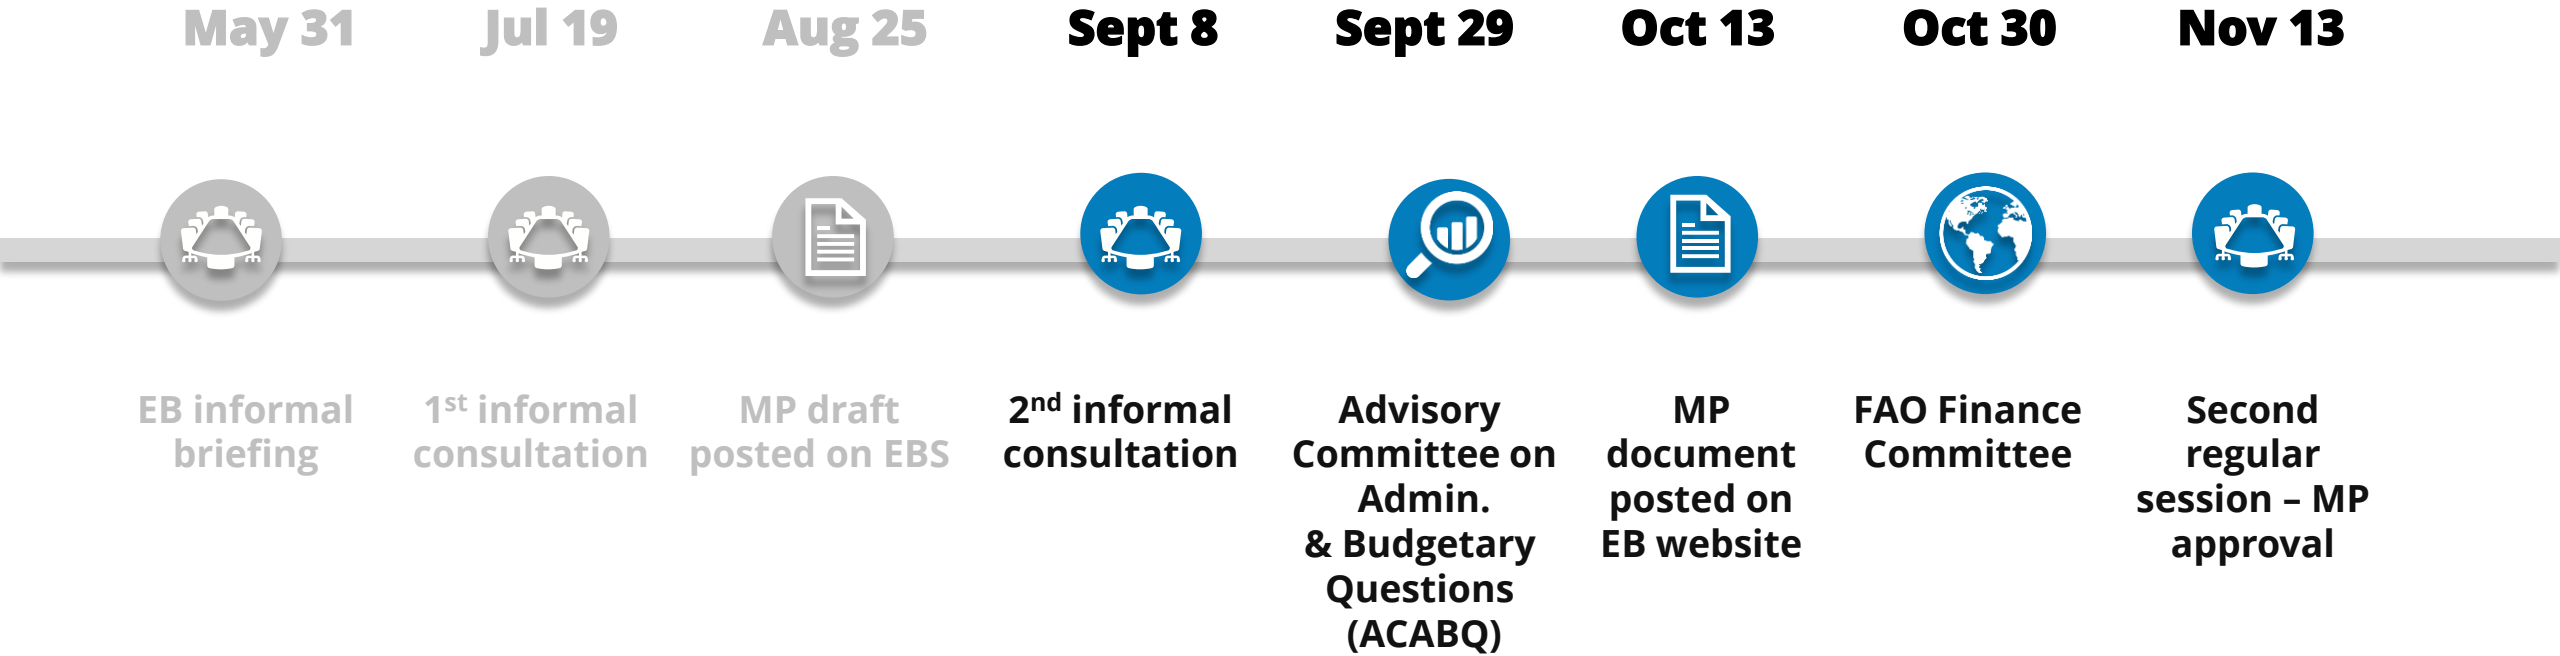 May 31
Jul 19
Aug 25
Sept 8
Sept 29
Oct 13
Oct 30
Nov 13
EB informal
briefing
1st informal
consultation
MP draft
posted on EBS
2nd informal
consultation
Advisory
Committee on
Admin.
& Budgetary
Questions
(ACABQ)
MP
document
posted on
EB website
FAO Finance
Committee
Second
regular
session – MP
approval